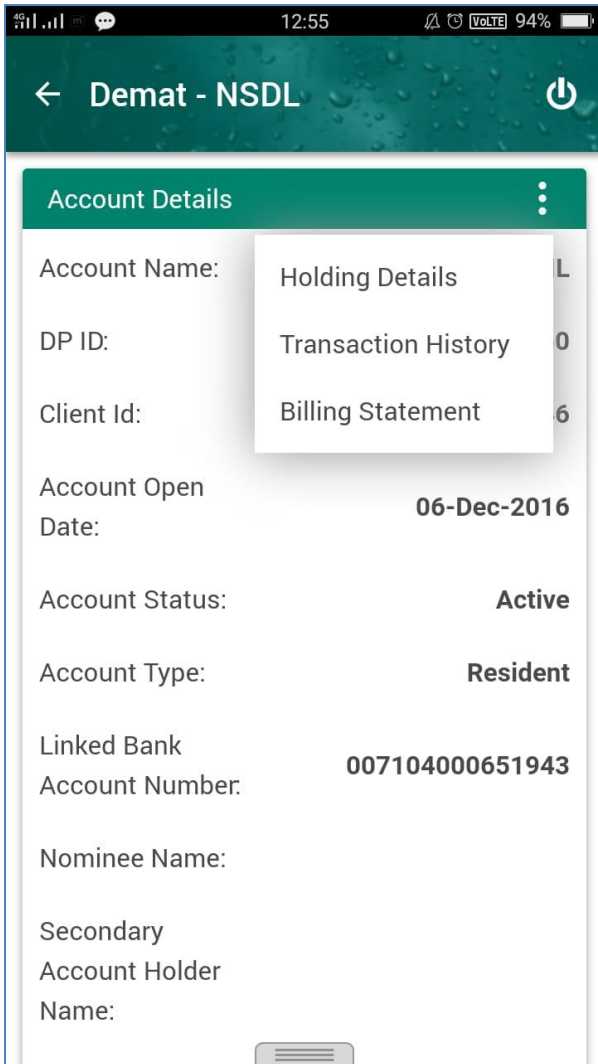 4G 12:55 VoLTE 94%
Demat - NSDL
Account Details
Account Name: L
Holding Details
DP ID: 0
Transaction History
Client Id: 6
Billing Statement
Account Open
Date:
06-Dec-2016
Account Status: Active
Account Type: Resident
Linked Bank
Account Number:
007104000651943
Nominee Name:
Secondary
Account Holder
Name: